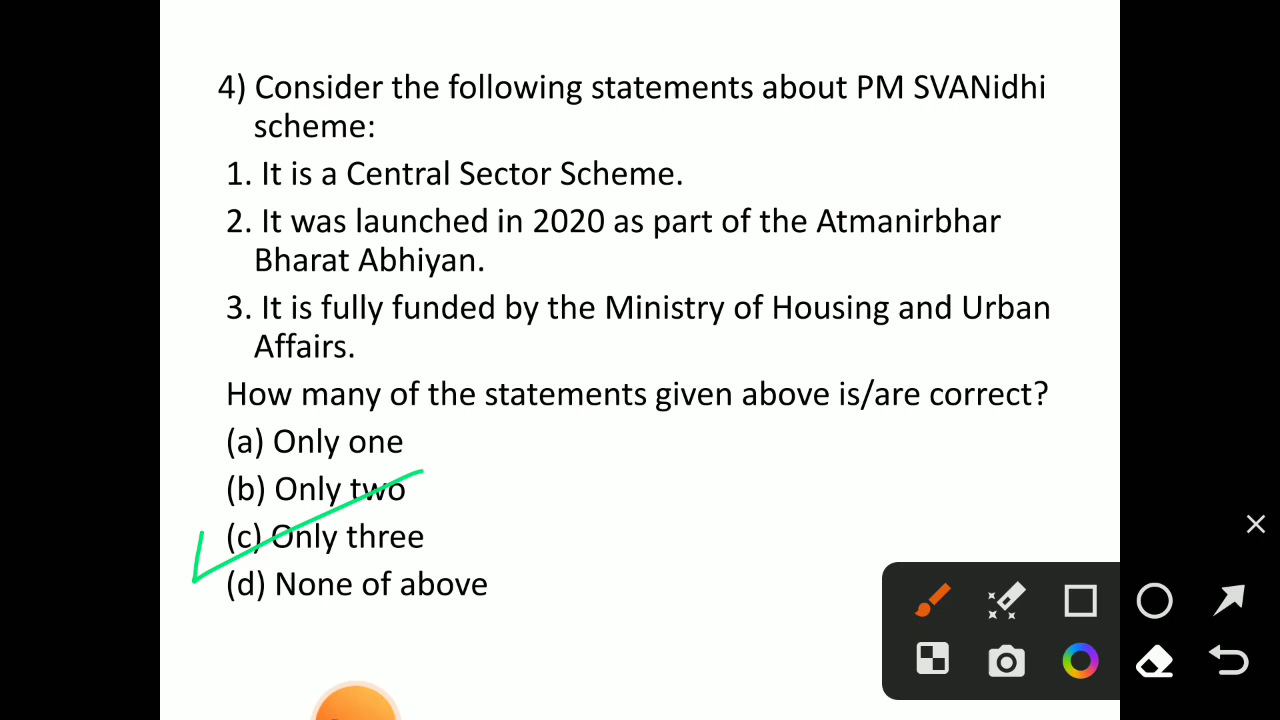 4) Consider the following statements about PM SVANidhi
scheme:
1. It is a Central Sector Scheme.
2. It was launched in 2020 as part of the Atmanirbhar
Bharat Abhiyan.
3. It is fully funded by the Ministry of Housing and Urban
Affairs.
How many of the statements given above is/are correct?
(a) Only one
(b) Only two
(c) Only three
(d) None of above